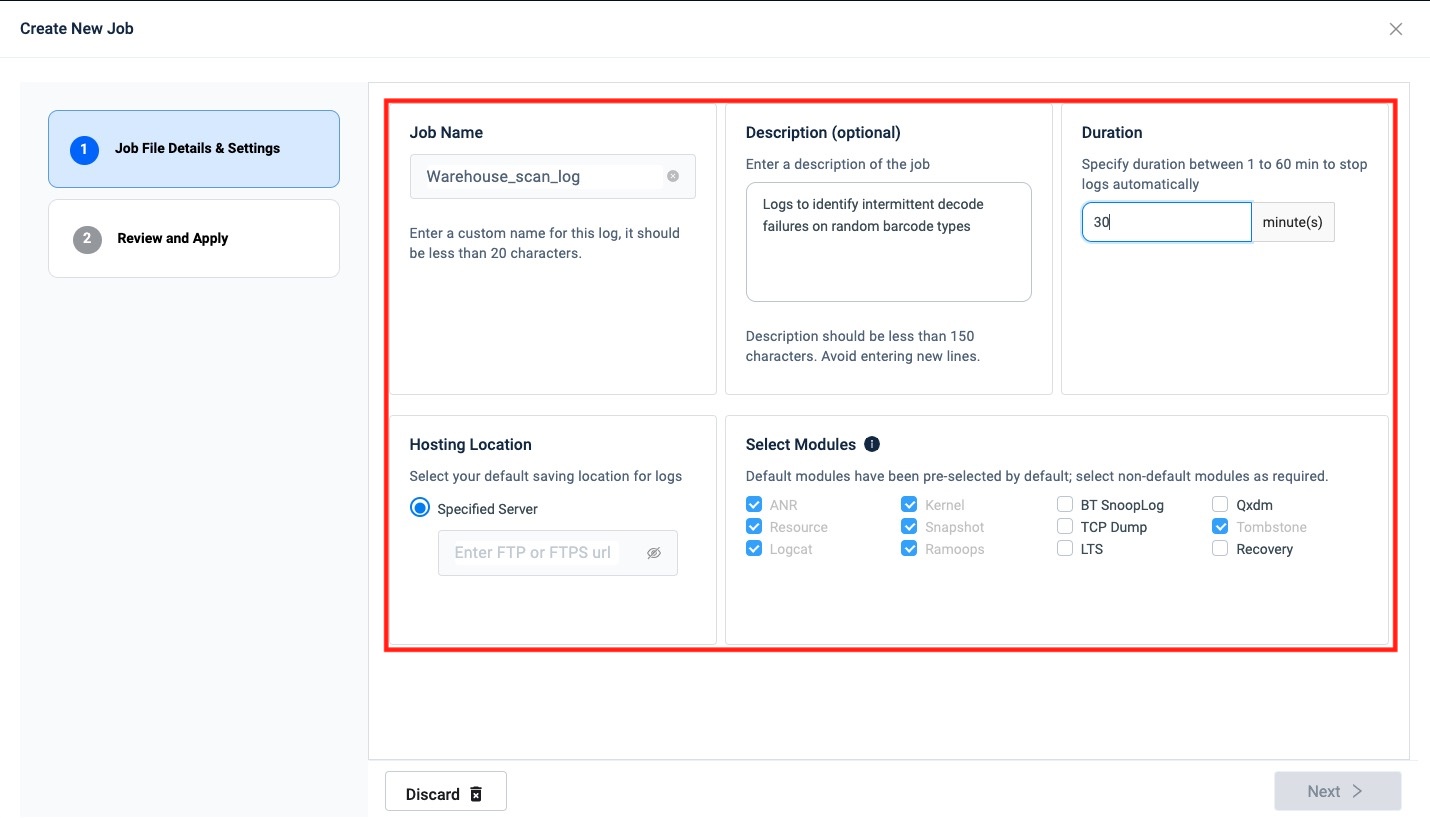 Create New Job
1
Job File Details & Settings
2
Review and Apply
Job Name
Warehouse_scan_log
Enter a custom name for this log, it should
be less than 20 characters.
Description (optional)
Enter a description of the job
Logs to identify intermittent decode
failures on random barcode types
Description should be less than 150
characters. Avoid entering new lines.
Duration
Specify duration between 1 to 60 min to stop
logs automatically
30
minute(s)
Hosting Location
Select your default saving location for logs
Specified Server
Enter FTP or FTPS url
Select Modules
Default modules have been pre-selected by default; select non-default modules as required.
ANR
Kernel
BT SnoopLog
Qxdm
Resource
Snapshot
TCP Dump
Tombstone
Logcat
Ramoops
LTS
Recovery
Discard
Next